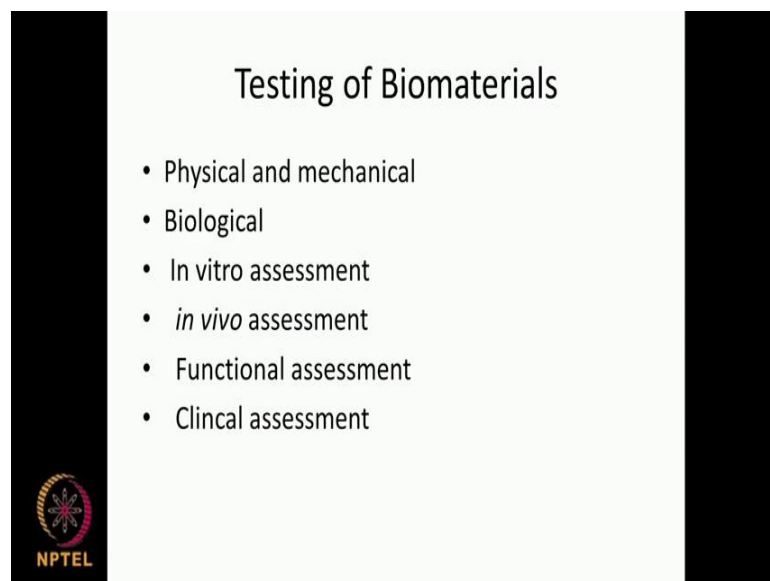 Testing of Biomaterials
• Physical and mechanical
• Biological
• In vitro assessment
• in vivo assessment
• Functional assessment
• Clincal assessment
NPTEL